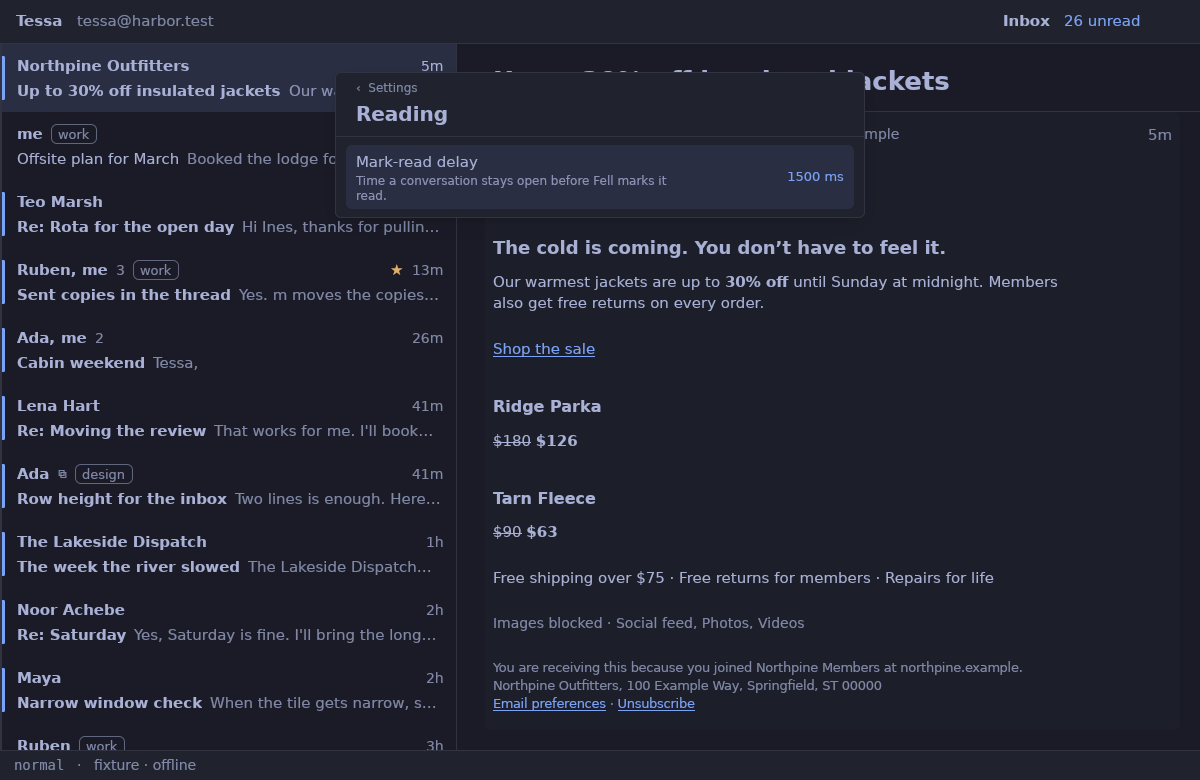 Tessa tessa@harbor.test
Inbox 26 unread
Northpine Outfitters 5m
Up to 30% off insulated jackets Our
me work
Offsite plan for March Booked the lodge
Teo Marsh
Re: Rota for the open day Hi Ines, thanks for pullin…
Ruben, me 3 work ★ 13m
Sent copies in the thread Yes. m moves the copies…
Ada, me 2 26m
Cabin weekend Tessa,
Lena Hart 41m
Re: Moving the review That works for me. I'll book…
Ada design 41m
Row height for the inbox Two lines is enough. Here…
The Lakeside Dispatch 1h
The week the river slowed The Lakeside Dispatch…
Noor Achebe 2h
Re: Saturday Yes, Saturday is fine. I'll bring the long…
Maya 2h
Narrow window check When the tile gets narrow, s…
Ruben work 3h
‹ Settings
Reading
Mark-read delay
Time a conversation stays open before Fell marks it
read.
1500 ms
5m
The cold is coming. You don’t have to feel it.
Our warmest jackets are up to 30% off until Sunday at midnight. Members
also get free returns on every order.
Shop the sale
Ridge Parka
$180 $126
Tarn Fleece
$90 $63
Free shipping over $75 · Free returns for members · Repairs for life
Images blocked · Social feed, Photos, Videos
You are receiving this because you joined Northpine Members at northpine.example.
Northpine Outfitters, 100 Example Way, Springfield, ST 00000
Email preferences · Unsubscribe
normal · fixture · offline